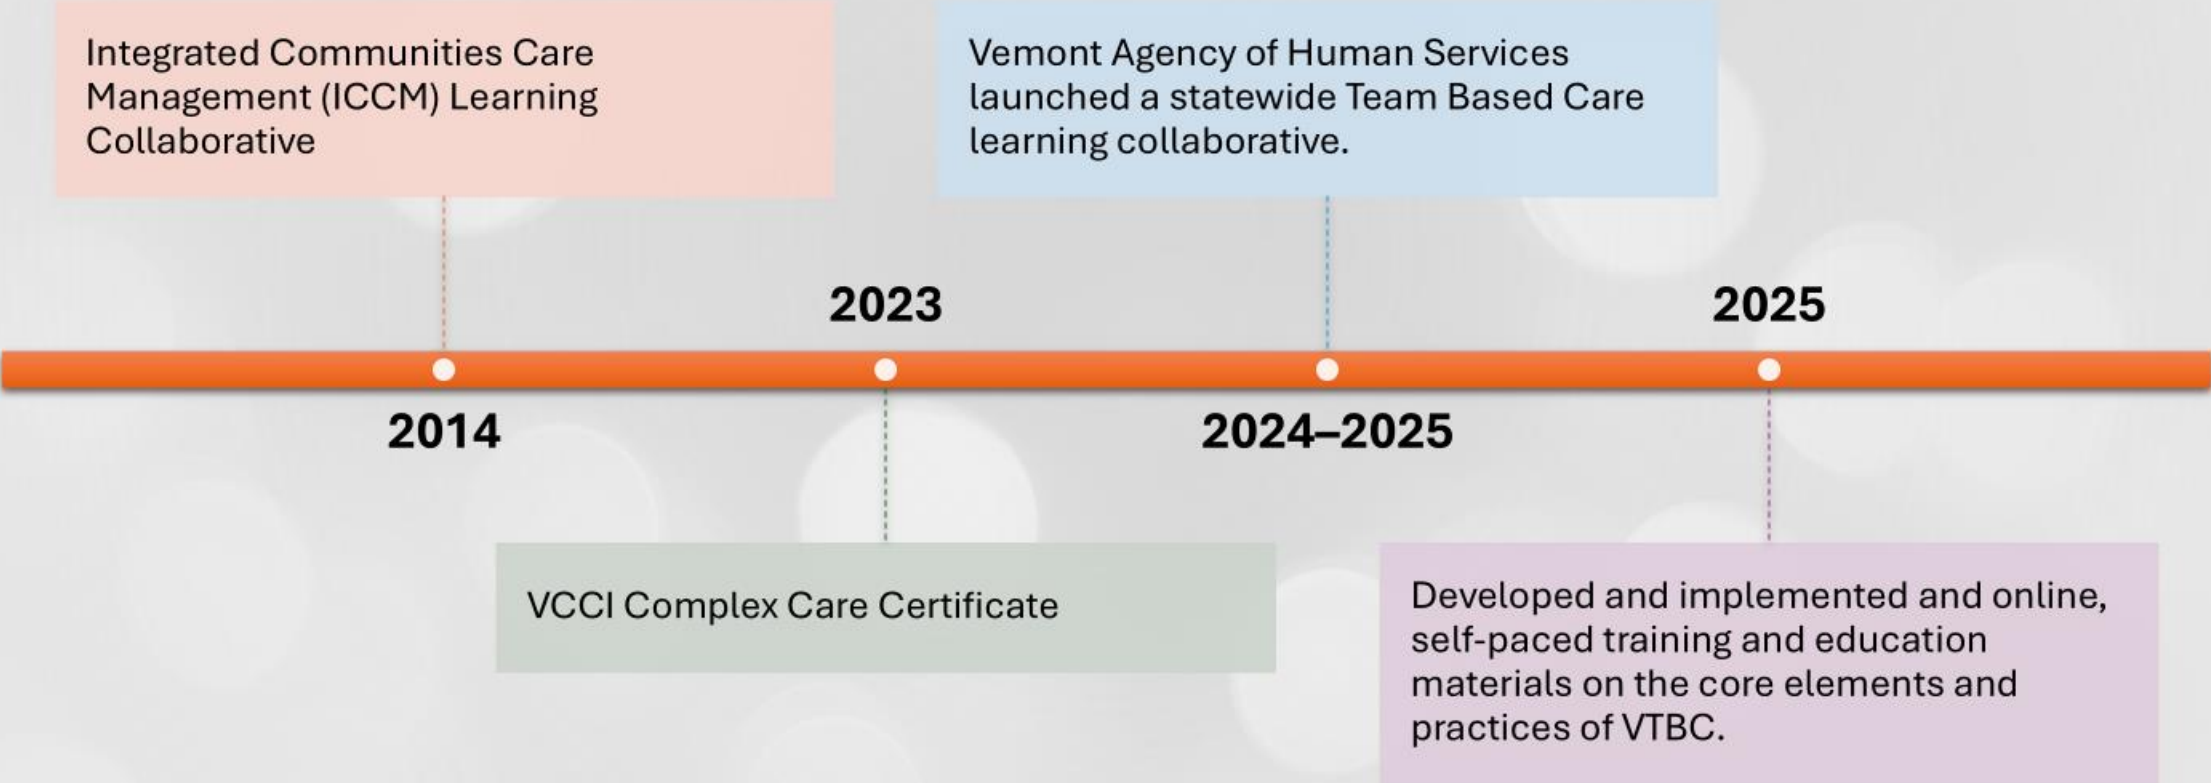 Integrated Communities Care
Management (ICCM) Learning
Collaborative
2014
2023
VCCI Complex Care Certificate
Vemont Agency of Human Services
launched a statewide Team Based Care
learning collaborative.
2024–2025
2025
Developed and implemented and online,
self-paced training and education
materials on the core elements and
practices of VTBC.